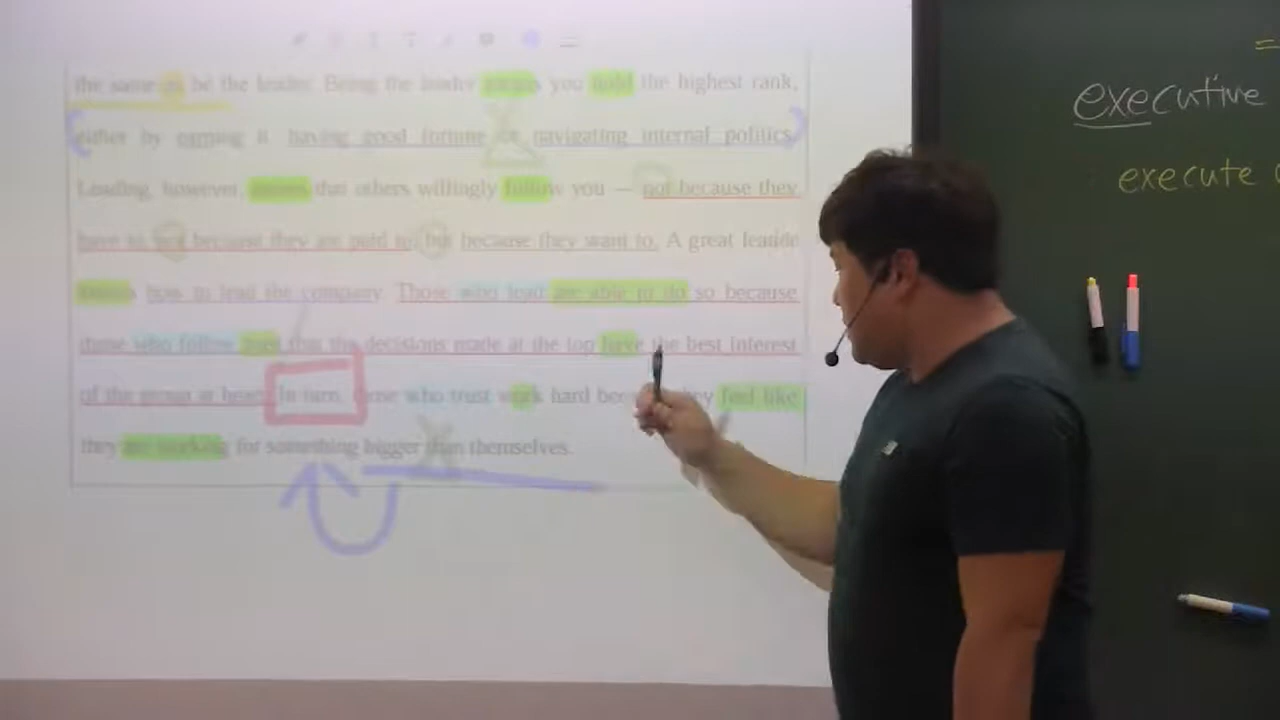 the same as be the leader. Being the leader means you hold the highest rank,
either by earning it having good fortune or navigating internal politics.
Leading, however, means that others willingly follow you — not because they
have to not because they are paid to, but because they want to. A great leader
knows how to lead the company. Those who lead are able to do so because
those who follow that the decisions made at the top have the best interest
of the group at heart. In turn, those who trust work hard because they feel like
they are working for something bigger than themselves.
executive
execute
=